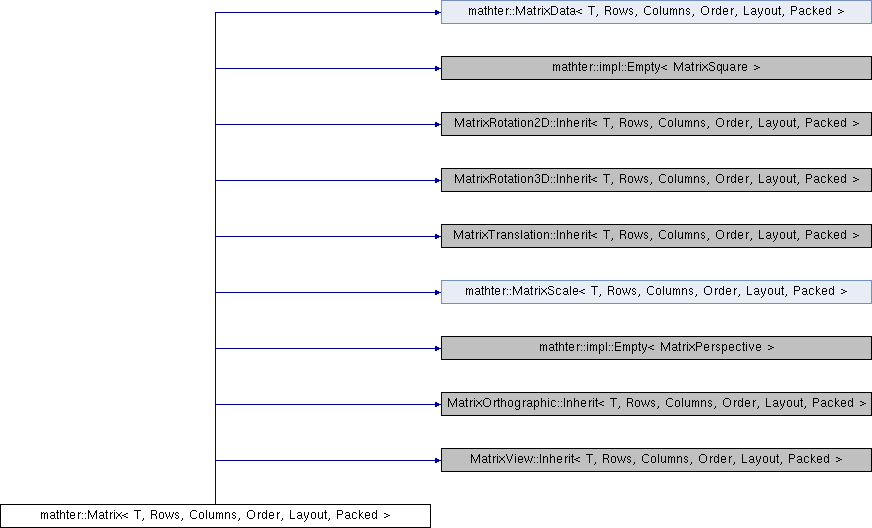 mathter::MatrixData< T, Rows, Columns, Order, Layout, Packed >
mathter::impl::Empty< MatrixSquare >
MatrixRotation2D::Inherit< T, Rows, Columns, Order, Layout, Packed >
MatrixRotation3D::Inherit< T, Rows, Columns, Order, Layout, Packed >
MatrixTranslation::Inherit< T, Rows, Columns, Order, Layout, Packed >
mathter::MatrixScale< T, Rows, Columns, Order, Layout, Packed >
mathter::impl::Empty< MatrixPerspective >
MatrixOrthographic::Inherit< T, Rows, Columns, Order, Layout, Packed >
MatrixView::Inherit< T, Rows, Columns, Order, Layout, Packed >
mathter::Matrix< T, Rows, Columns, Order, Layout, Packed >